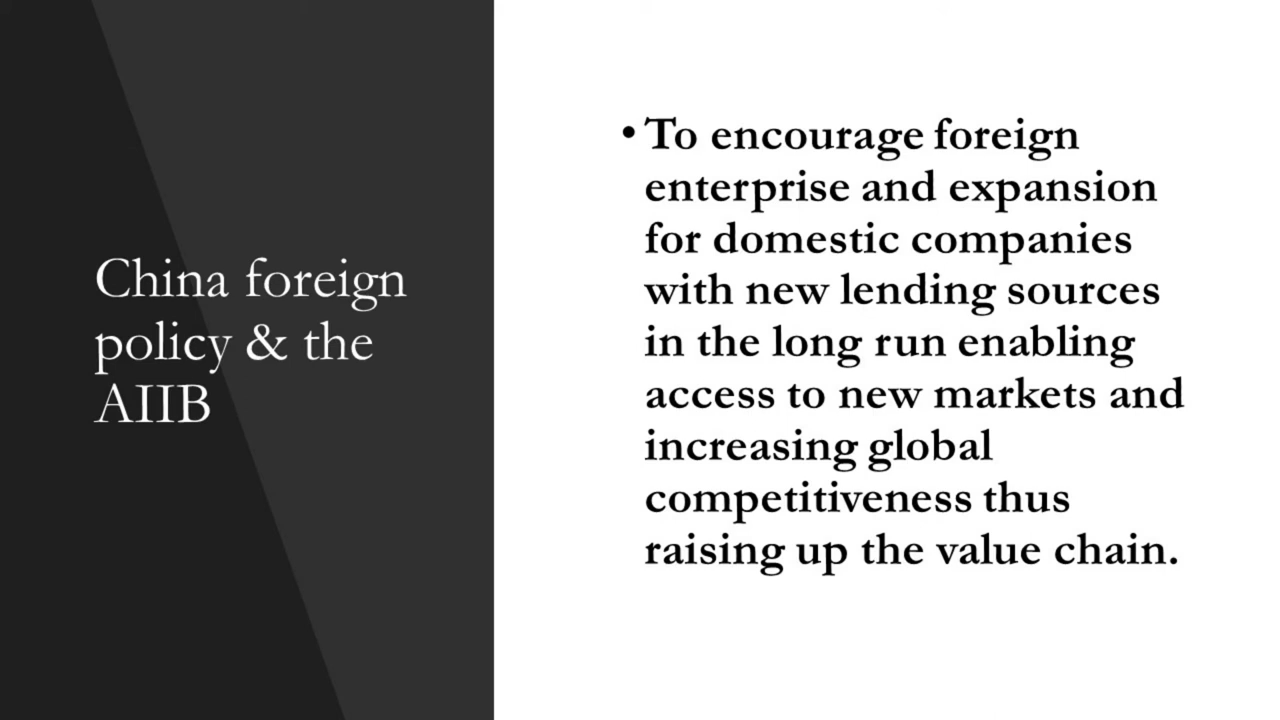 China foreign
policy & the
AIIB
• To encourage foreign
enterprise and expansion
for domestic companies
with new lending sources
in the long run enabling
access to new markets and
increasing global
competitiveness thus
raising up the value chain.